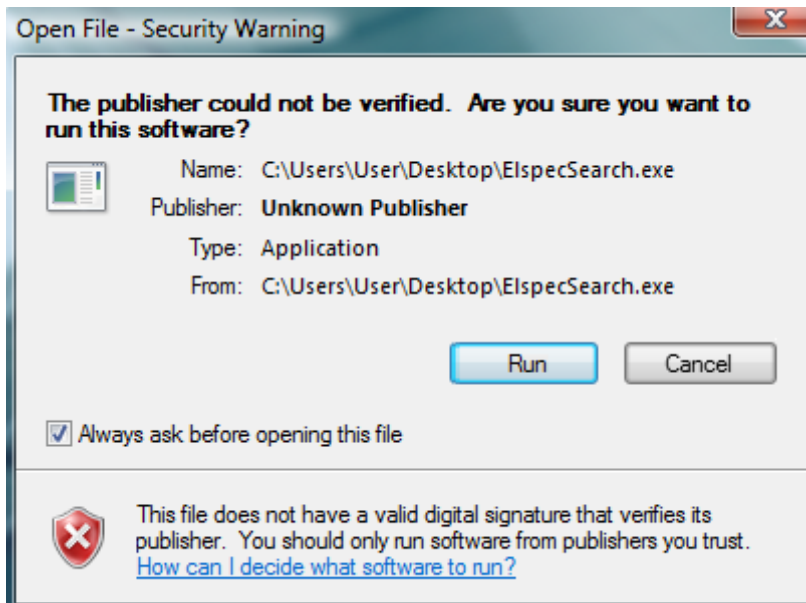 Open File - Security Warning
The publisher could not be verified. Are you sure you want to
run this software?
Name: C:\Users\User\Desktop\ElspecSearch.exe
Publisher: Unknown Publisher
Type: Application
From: C:\Users\User\Desktop\ElspecSearch.exe
Run Cancel
Always ask before opening this file
This file does not have a valid digital signature that verifies its
publisher. You should only run software from publishers you trust.
How can I decide what software to run?